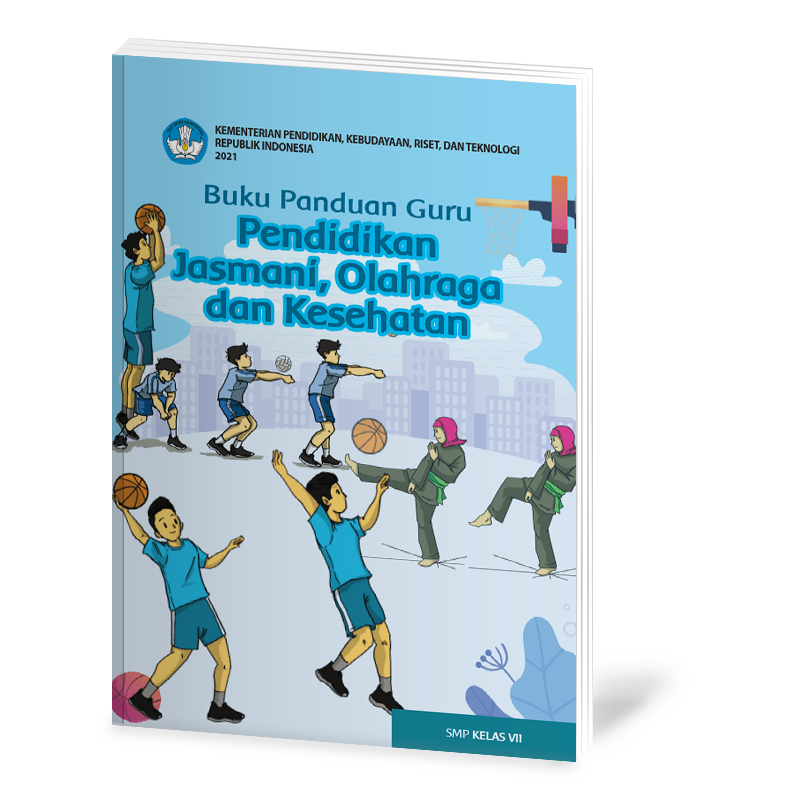 KEMENTERIAN PENDIDIKAN, KEBUDAYAAN, RISET, DAN TEKNOLOGI
REPUBLIK INDONESIA
2021
Buku Panduan Guru
Pendidikan
Jasmani, Olahraga
dan Kesehatan
SMP KELAS VII